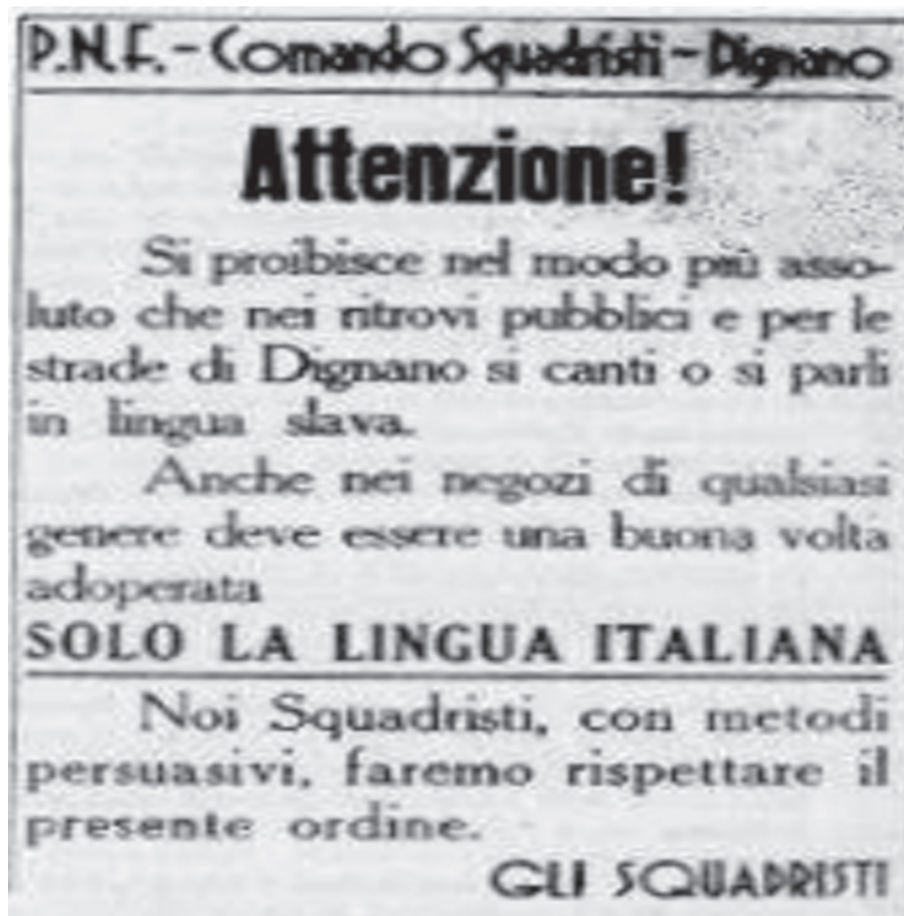 P.N.F. - Comando Squadristi - Dignano
Attenzione!
Si proibisce nel modo più asso-
luto che nei ritrovi pubblici e per le
strade di Dignano si canti o si parli
in lingua slava.
Anche nei negozi di qualsiasi
genere deve essere una buona volta
adoperata
SOLO LA LINGUA ITALIANA
Noi Squadristi, con metodi
persuasivi, faremo rispettare il
presente ordine.
GLI SQUADRISTI